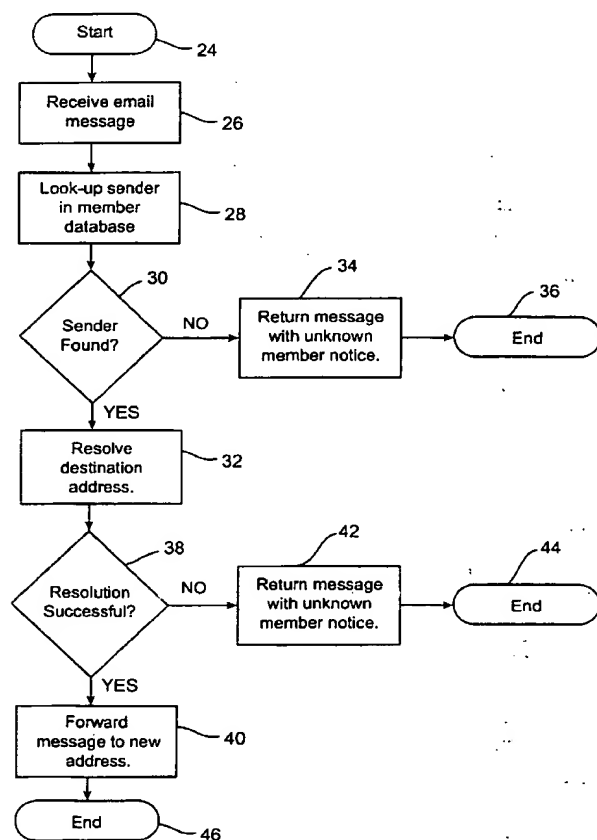 Start
24
Receive email
message
26
Look-up sender
in member
database
28
30
Sender
Found?
NO
34
Return message
with unknown
member notice.
36
End
YES
Resolve
destination
address.
32
38
Resolution
Successful?
NO
42
Return message
with unknown
member notice.
44
End
YES
Forward
message to new
address.
40
End
46